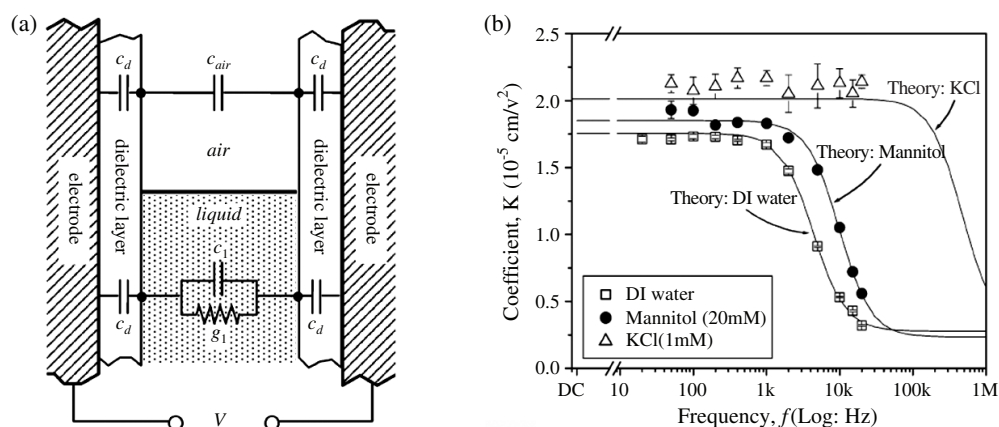 (a)
c_d
c_air
c_d
electrode
dielectric layer
air
dielectric layer
electrode
liquid
c_1
g_1
c_d
c_d
V
(b)
Coefficient, K (10^-5 cm/v^2)
2.5
2.0
1.5
1.0
0.5
0.0
Theory: KCl
Theory: Mannitol
Theory: DI water
DI water
Mannitol (20mM)
KCl(1mM)
DC 10 100 1k 10k 100k 1M
Frequency, f(Log: Hz)